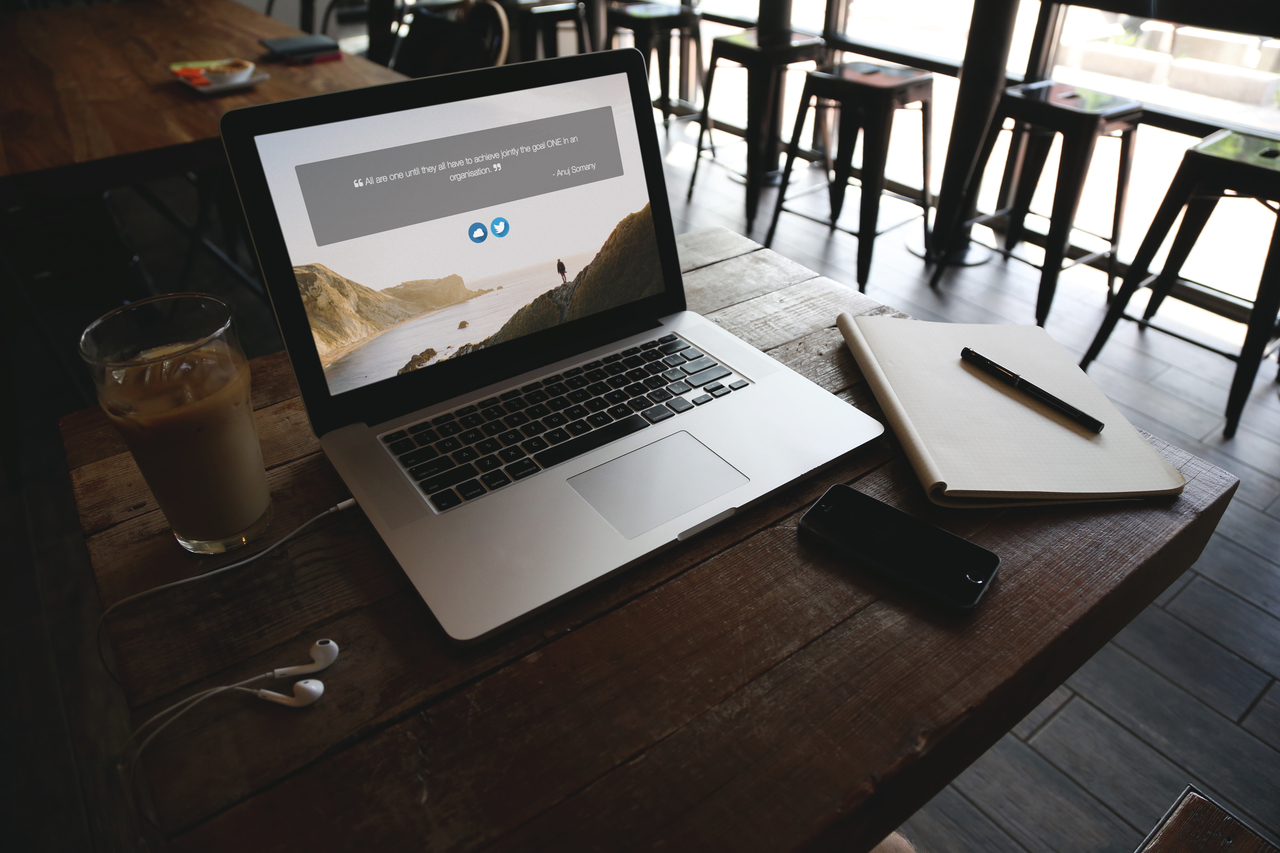 ❝ All are one until they all have to achieve jointly the goal ONE in an
organisation. ❞
- Anuj Somany